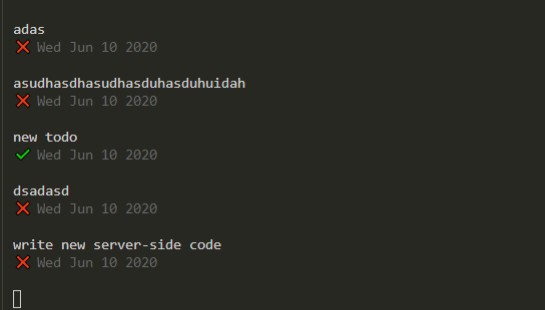 adas
❌ Wed Jun 10 2020
asudhasdhasudhasduhasduhuidah
❌ Wed Jun 10 2020
new todo
✔ Wed Jun 10 2020
dsadasd
❌ Wed Jun 10 2020
write new server-side code
❌ Wed Jun 10 2020